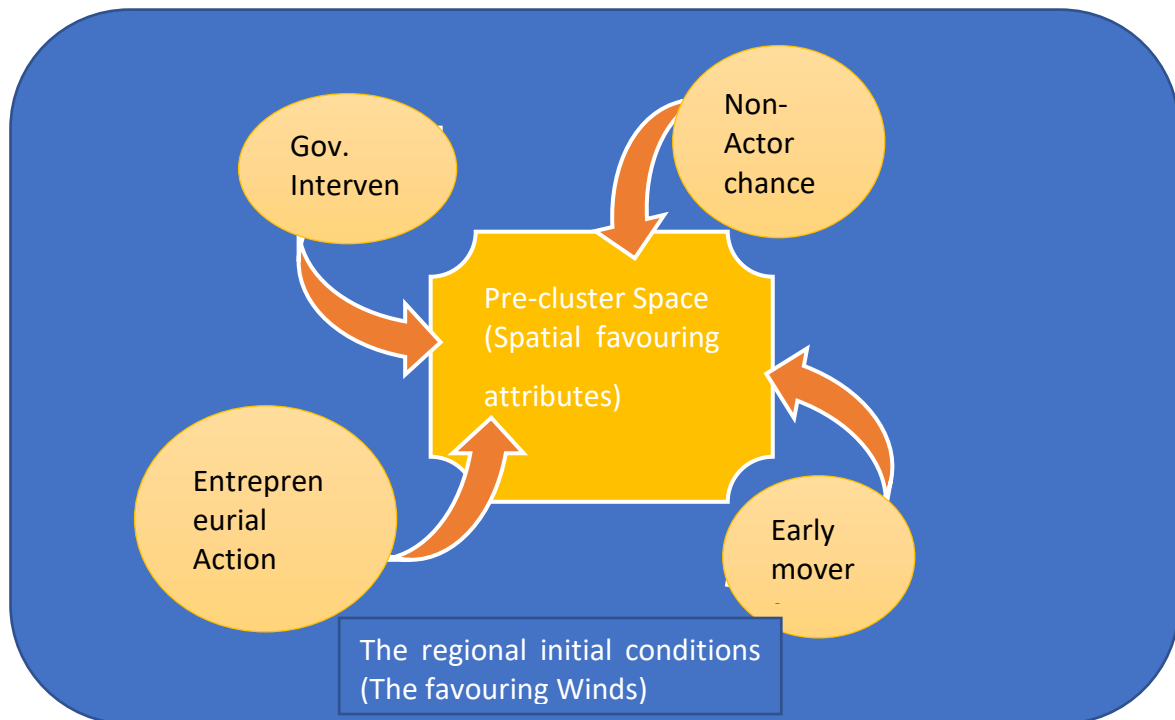 Gov.
Interven
Non-
Actor
chance
Pre-cluster Space
(Spatial favouring
attributes)
Entrepren
eurial
Action
Early
mover
The regional initial conditions
(The favouring Winds)